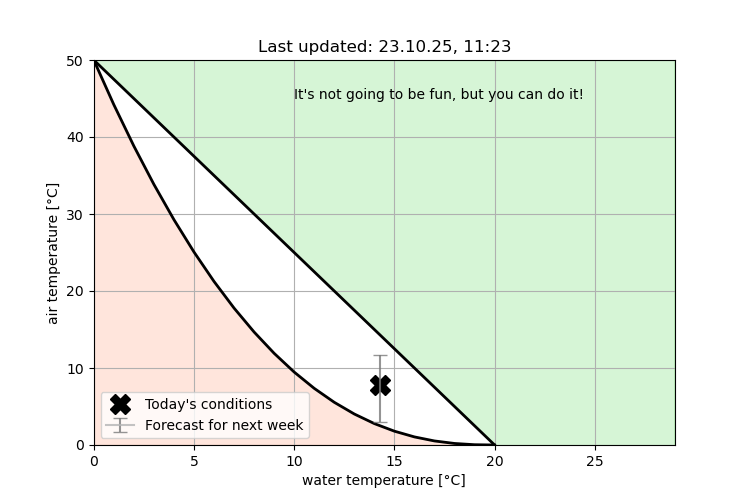 Last updated: 23.10.25, 11:23
It's not going to be fun, but you can do it!
air temperature [°C]
50
40
30
20
10
0
Today's conditions
Forecast for next week
0 5 10 15 20 25
water temperature [°C]